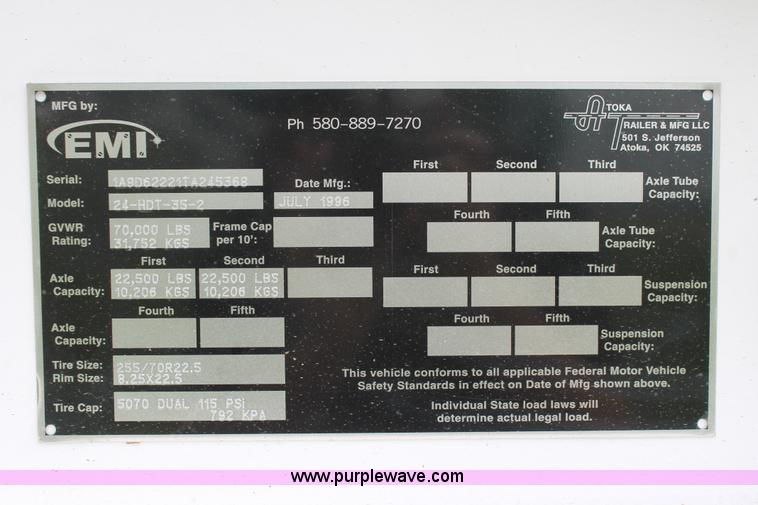 MFG by:
EMI
Ph 580-889-7270
ATOKA
TRAILER & MFG LLC
501 S. Jefferson
Atoka, OK 74525
Serial: 1A9D62221TA245368
Model: 24-HDT-35-2
Date Mfg.:
JULY 1996
GVWR
Rating:
70,000 LBS
31,752 KGS
Frame Cap
per 10':
First Second Third
Axle
Capacity:
22,500 LBS 22,500 LBS
10,206 KGS 10,206 KGS
Fourth Fifth
Axle
Capacity:
Tire Size: 255/70R22.5
Rim Size: 8.25X22.5
Tire Cap: 5070 DUAL 115 PSi
792 KPA
First Second Third
Axle Tube
Capacity:
Fourth Fifth
Axle Tube
Capacity:
First Second Third
Suspension
Capacity:
Fourth Fifth
Suspension
Capacity:
This vehicle conforms to all applicable Federal Motor Vehicle
Safety Standards in effect on Date of Mfg shown above.
Individual State load laws will
determine actual legal load.
www.purplewave.com